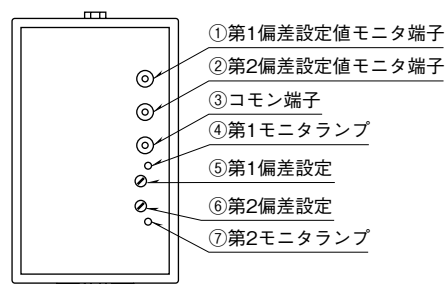 ①第1偏差設定値モニタ端子
②第2偏差設定値モニタ端子
③コモン端子
④第1モニタランプ
⑤第1偏差設定
⑥第2偏差設定
⑦第2モニタランプ